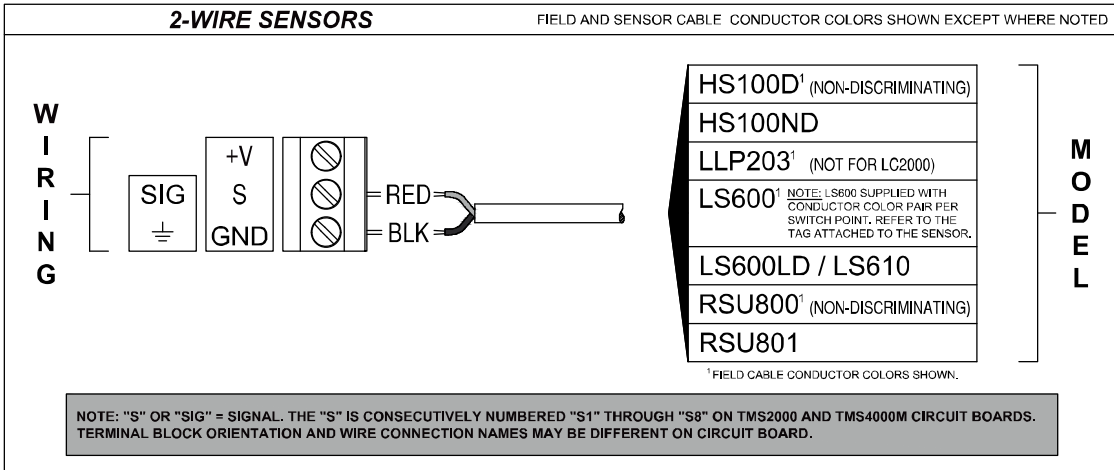 2-WIRE SENSORS
FIELD AND SENSOR CABLE CONDUCTOR COLORS SHOWN EXCEPT WHERE NOTED
WIRING
SIG
+V
S
GND
RED
BLK
HS100D¹ (NON-DISCRIMINATING)
HS100ND
LLP203¹ (NOT FOR LC2000)
LS600¹ NOTE: LS600 SUPPLIED WITH
CONDUCTOR COLOR PAIR PER
SWITCH POINT. REFER TO THE
TAG ATTACHED TO THE SENSOR.
LS600LD / LS610
RSU800¹ (NON-DISCRIMINATING)
RSU801
MODEL
¹ FIELD CABLE CONDUCTOR COLORS SHOWN.
NOTE: "S" OR "SIG" = SIGNAL. THE "S" IS CONSECUTIVELY NUMBERED "S1" THROUGH "S8" ON TMS2000 AND TMS4000M CIRCUIT BOARDS.
TERMINAL BLOCK ORIENTATION AND WIRE CONNECTION NAMES MAY BE DIFFERENT ON CIRCUIT BOARD.